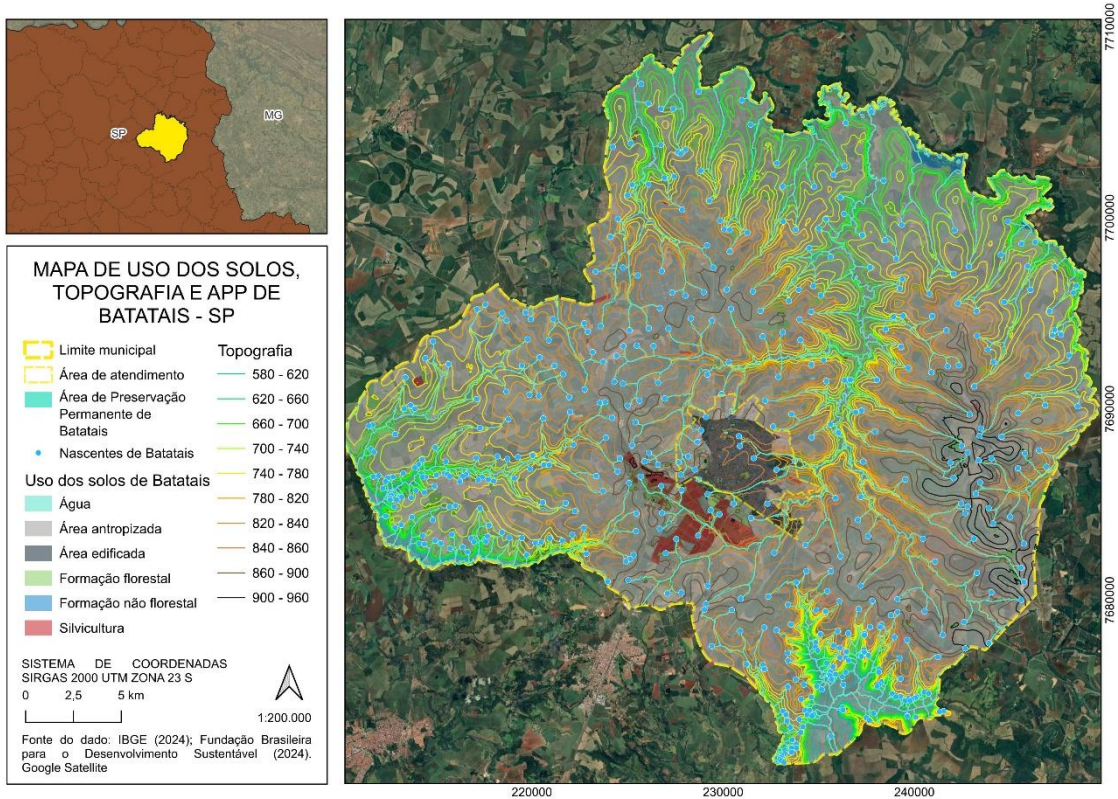 SP
MG
MAPA DE USO DOS SOLOS,
TOPOGRAFIA E APP DE
BATATAIS - SP
Limite municipal
Área de atendimento
Área de Preservação
Permanente de
Batatais
Nascentes de Batatais
Uso dos solos de Batatais
Água
Área antropizada
Área edificada
Formação florestal
Formação não florestal
Silvicultura
Topografia
580 - 620
620 - 660
660 - 700
700 - 740
740 - 780
780 - 820
820 - 840
840 - 860
860 - 900
900 - 960
SISTEMA DE COORDENADAS
SIRGAS 2000 UTM ZONA 23 S
0 2,5 5 km
1:200.000
Fonte do dado: IBGE (2024); Fundação Brasileira
para o Desenvolvimento Sustentável (2024).
Google Satellite
7710000
7700000
7690000
7680000
220000
230000
240000